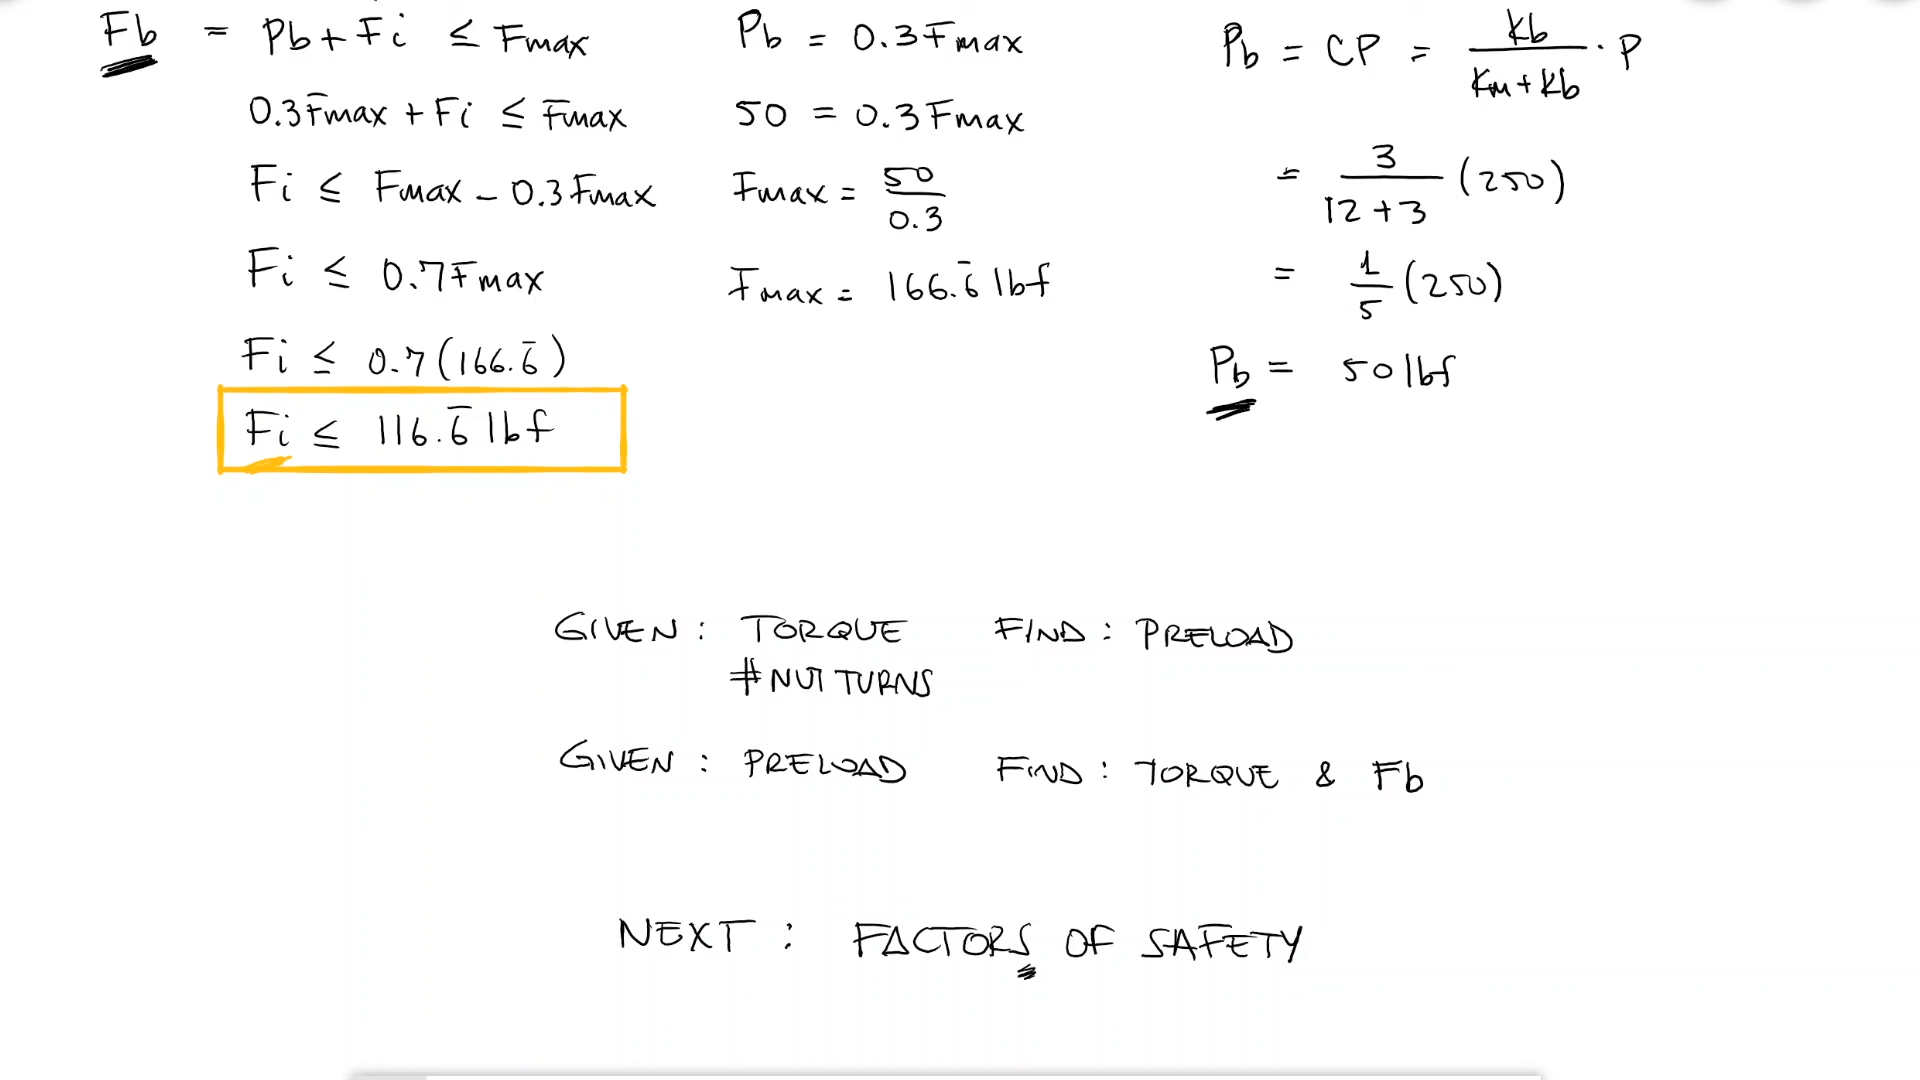 Fb = Pb + Fi ≤ Fmax
0.3Fmax + Fi ≤ Fmax
Fi ≤ Fmax - 0.3Fmax
Fi ≤ 0.7Fmax
Fi ≤ 0.7(166.6̄)
Fi ≤ 116.6̄ lbf
Pb = 0.3Fmax
50 = 0.3Fmax
Fmax = 50/0.3
Fmax = 166.6̄ lbf
Pb = CP = kb/(km+kb) · P
= 3/(12+3) (250)
= 1/5 (250)
Pb = 50 lbf
GIVEN: TORQUE FIND: PRELOAD
#NUT TURNS
GIVEN: PRELOAD FIND: TORQUE & Fb
NEXT: FACTORS OF SAFETY